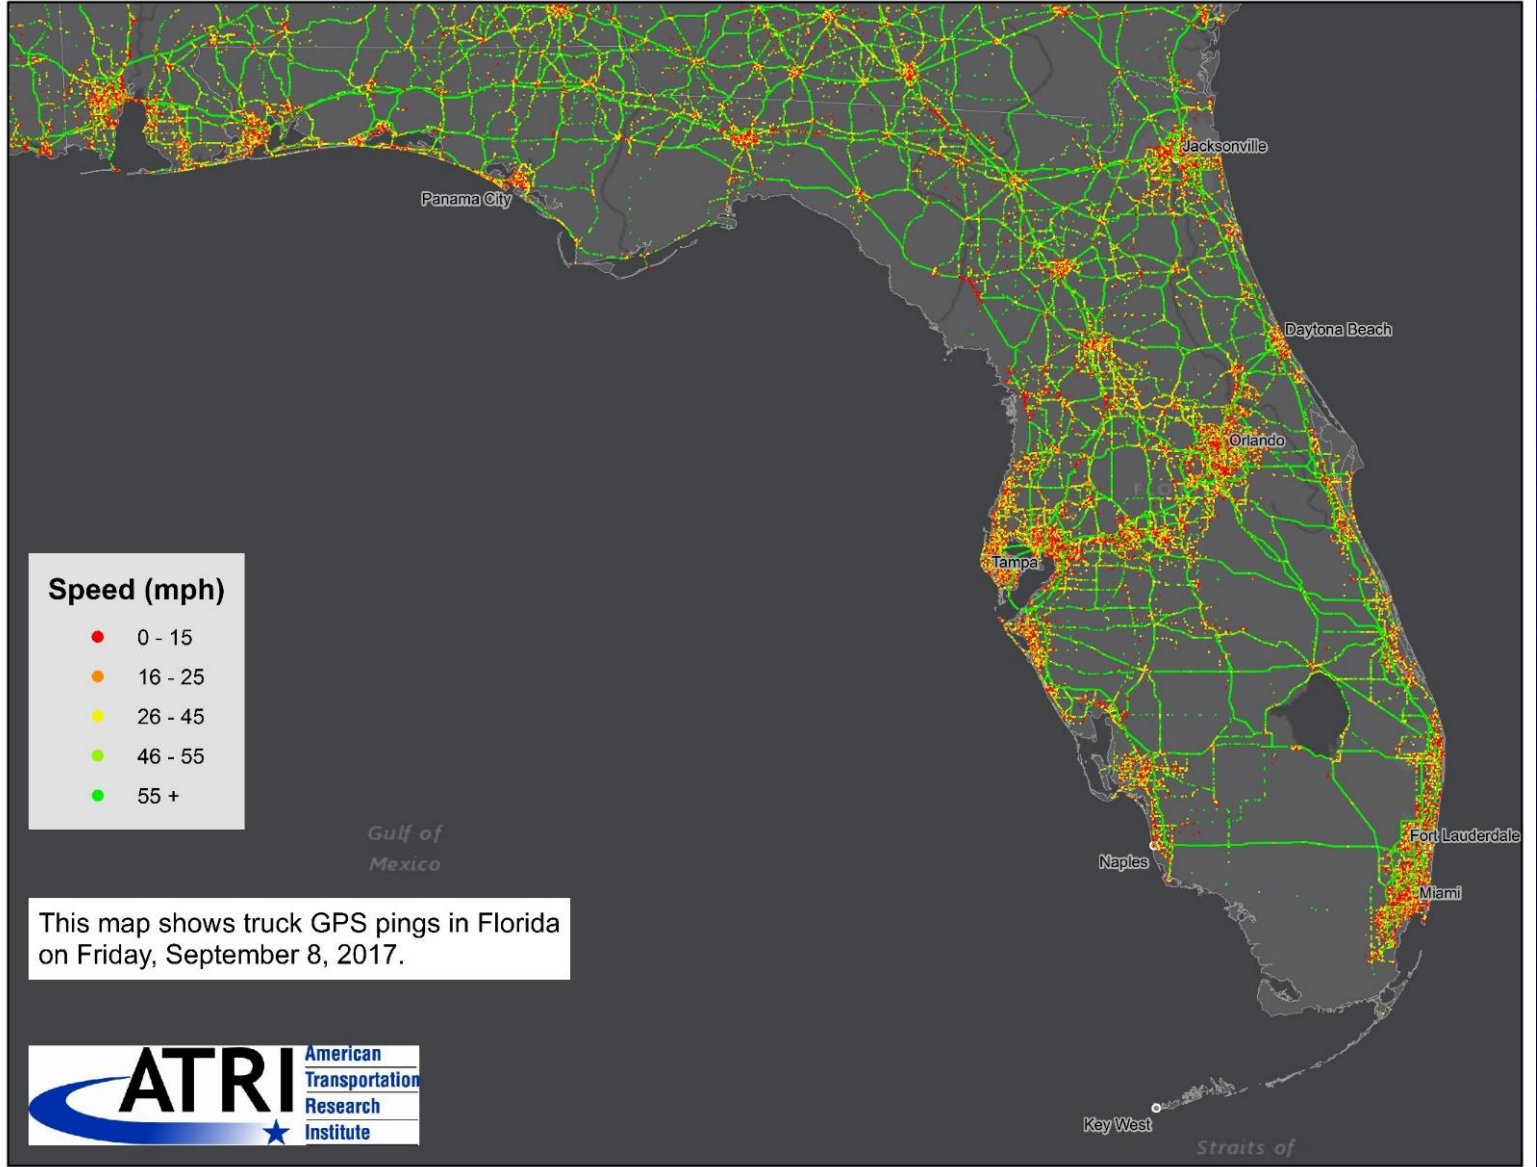 Jacksonville
Panama City
Daytona Beach
Orlando
Tampa
Speed (mph)
0 - 15
16 - 25
26 - 45
46 - 55
55 +
Gulf of
Mexico
Fort Lauderdale
Naples
Miami
This map shows truck GPS pings in Florida
on Friday, September 8, 2017.
ATRI
American
Transportation
Research
Institute
Key West
Straits of